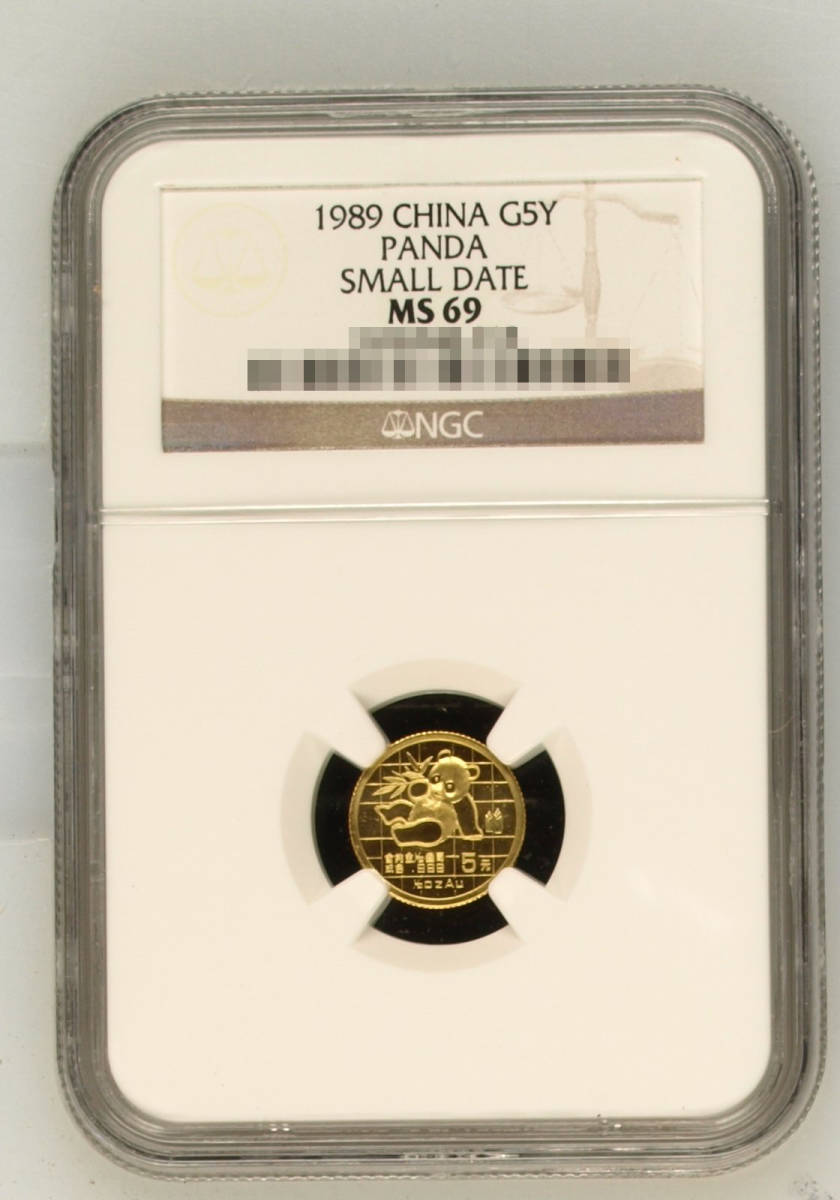 1989 CHINA G5Y
PANDA
SMALL DATE
MS 69
NGC
5元
1/20 oz Au